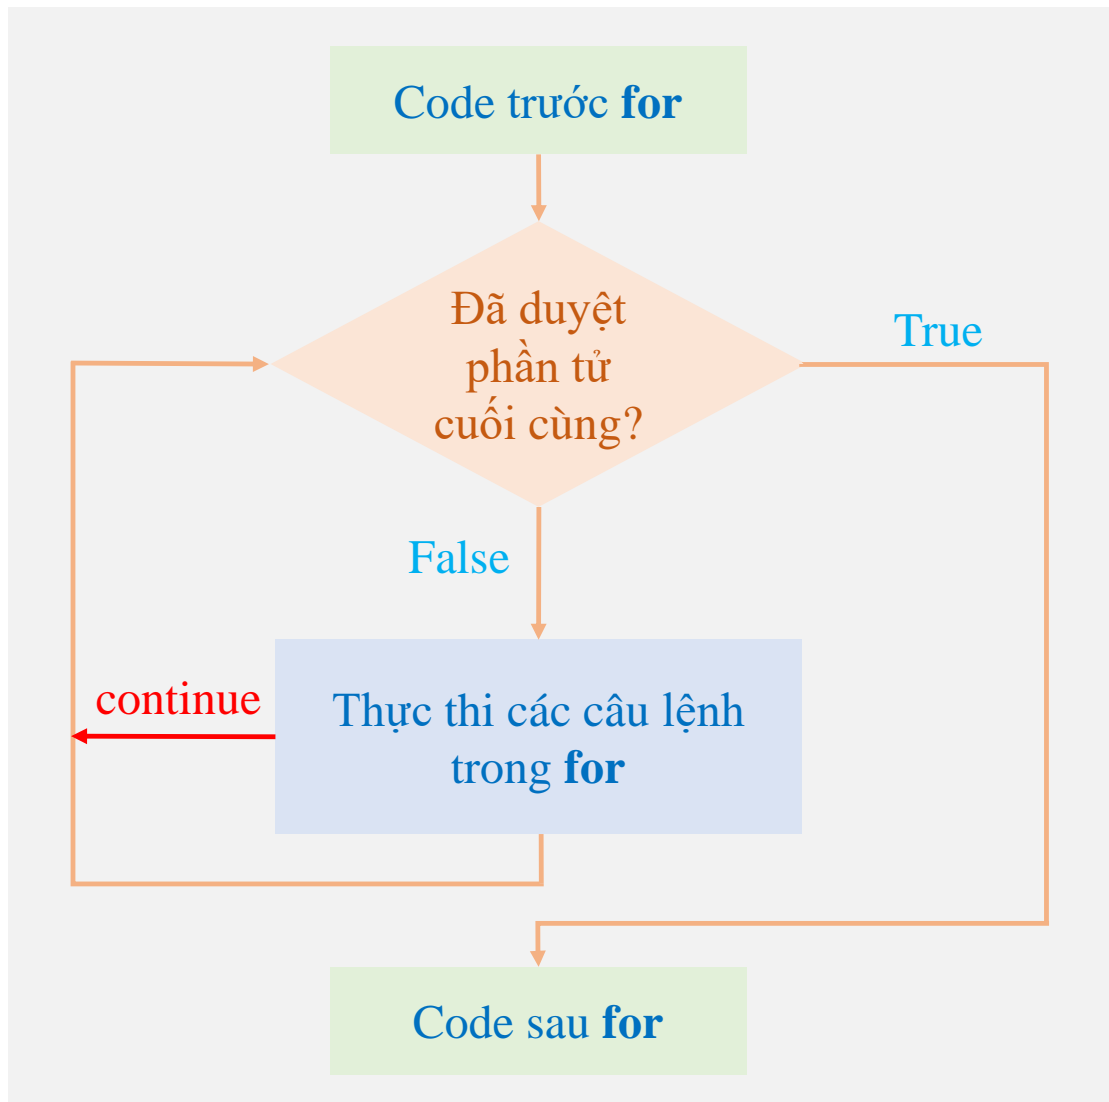 Code trước for
Đã duyệt
phần tử
cuối cùng?
True
False
continue
Thực thi các câu lệnh
trong for
Code sau for